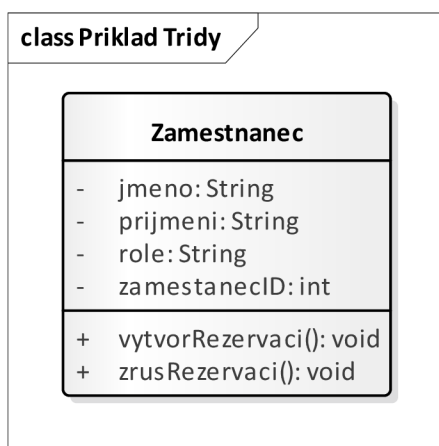 class Priklad Tridy
Zamestnanec
- jmeno: String
- prijmeni: String
- role: String
- zamestanecID: int
+ vytvorRezervaci(): void
+ zrusRezervaci(): void